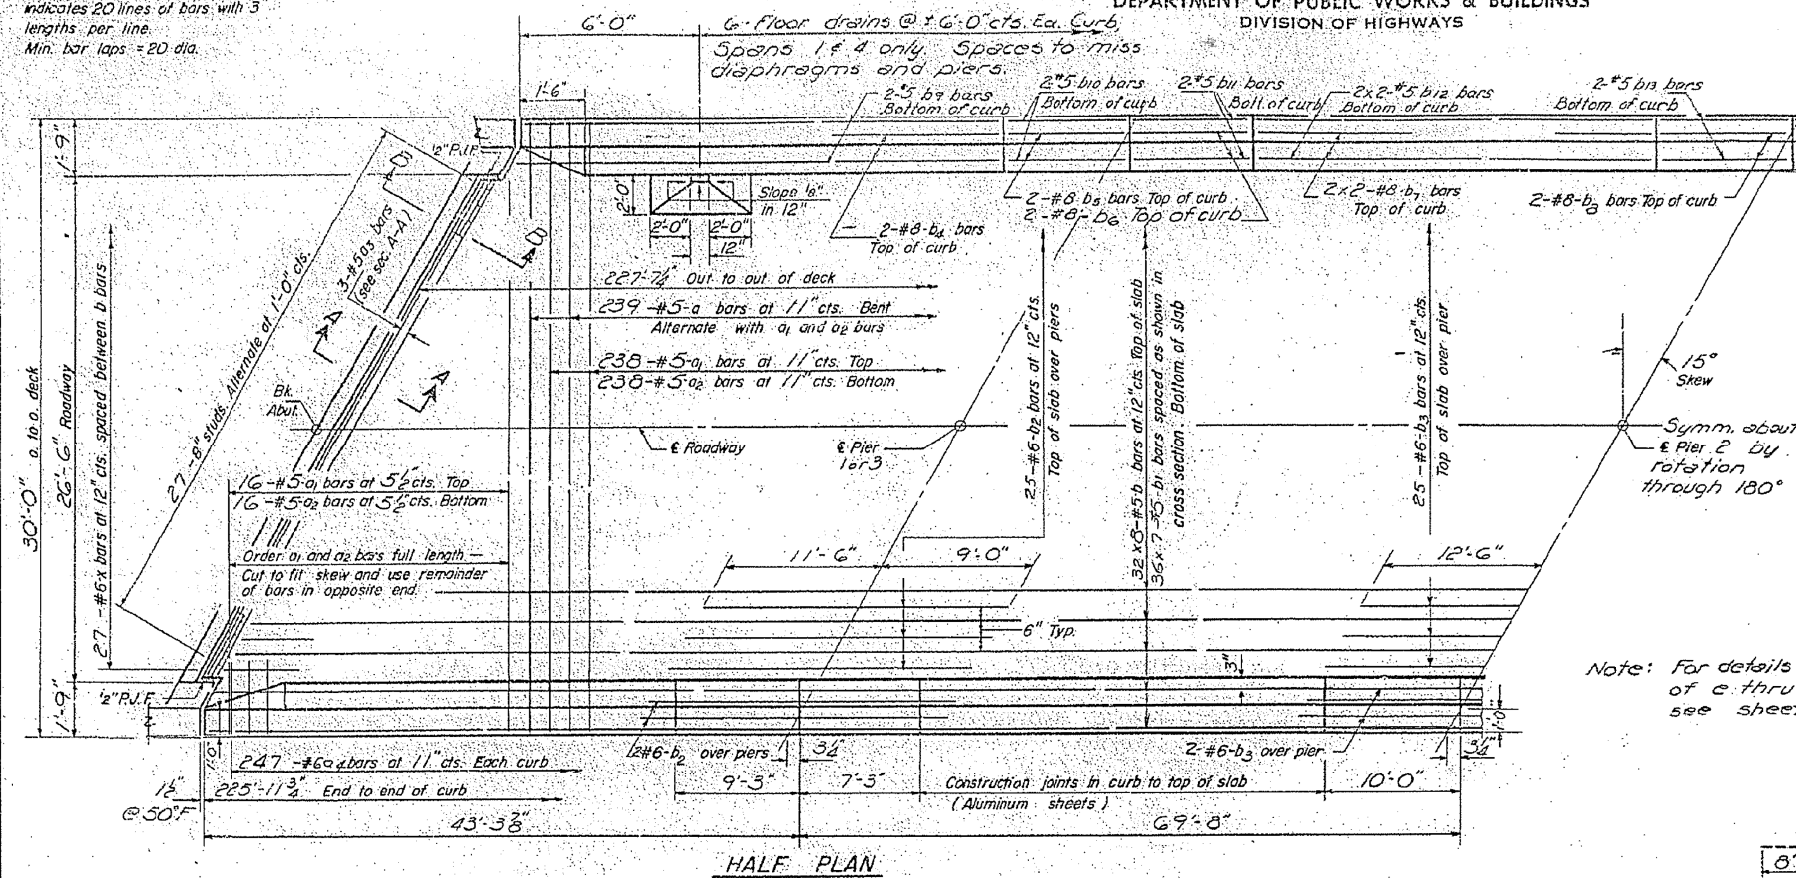 indicates 20 lines of bars with 3
lengths per line.
Min. bar laps = 20 dia.
DEPARTMENT OF PUBLIC WORKS & BUILDINGS
DIVISION OF HIGHWAYS
6'-0"
6- Floor drains @ ± 6'-0" cts. Ea. Curb,
Spans 1 & 4 only. Spaces to miss
diaphragms and piers.
1'-6"
2-#5 b9 bars
Bottom of curb
2-#5-b10 bars
Bottom of curb
2-#5 b11 bars
Bott. of curb
2x2-#5 b12 bars
Bottom of curb
2-#5 b13 bars
Bottom of curb
1'-9"
1/2" P.J.F.
2'-0"
Slope 1/8"
in 12"
2'-0"
2'-0"
12"
2-#8-b4 bars
Top of curb
2-#8-b5 bars Top of curb
2-#8-b6 Top of curb
2x2-#8-b7 bars
Top of curb
2-#8-b8 bars Top of curb
B
B
A
A
3-#5 a3 bars
(see sec. A-A)
27-8" studs. Alternate at 1'-0" cts.
30'-0" o. to o. deck
26'-6" Roadway
27-#6-x bars at 12" cts. spaced between b bars
227'-7 1/4" Out to out of deck
239-#5-a bars at 11" cts. Bent
Alternate with a1 and a2 bars
238-#5-a1 bars at 11" cts. Top
238-#5-a2 bars at 11" cts. Bottom
Bk.
Abut.
℄ Roadway
℄ Pier
1 or 3
25-#6-b2 bars at 12" cts.
Top of slab over piers
32x8-#5-b bars at 12" cts. Top of slab
36x7-#5-b1 bars spaced as shown in
cross section. Bottom of slab
25-#6-b3 bars at 12" cts.
Top of slab over pier
15°
Skew
Symm. about
℄ Pier 2 by
rotation
through 180°
16-#5-a1 bars at 5 1/2" cts. Top
16-#5-a2 bars at 5 1/2" cts. Bottom
Order a1 and a2 bars full length
Cut to fit skew and use remainder
of bars in opposite end.
11'-6"
9'-0"
12'-6"
6" Typ.
3"
Note: For details
of c thru
see sheet
1'-9"
1/2" P.J.F.
1'-0"
1'-0"
2#6-b2 over piers
3/4"
2-#6-b3 over pier
3/4"
247-#6a4 bars at 11" cts. Each curb
9'-3"
7'-3"
Construction joints in curb to top of slab
(Aluminum sheets)
10'-0"
1 1/2"
@ 50°F
225'-11 3/4" End to end of curb
43'-3 7/8"
69'-8"
HALF PLAN
8"